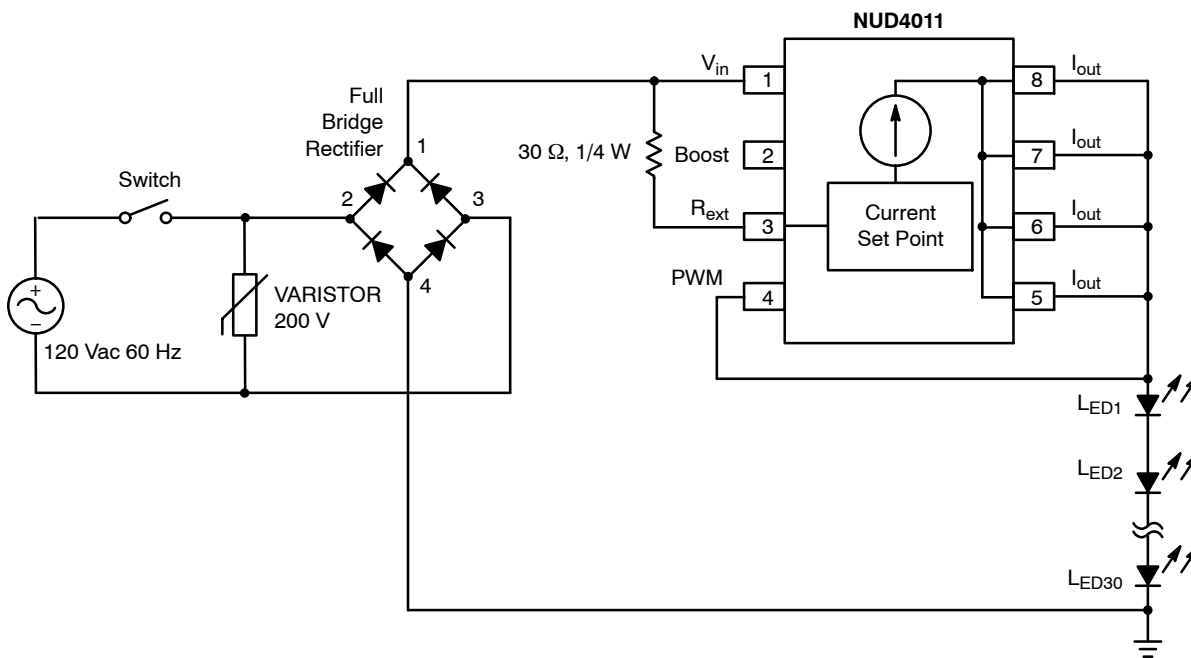 NUD4011
V_in
1
I_out
8
Full
Bridge
Rectifier
1
30 Ω, 1/4 W
Boost
2
I_out
7
Switch
2
3
R_ext
3
Current
Set Point
I_out
6
4
PWM
4
I_out
5
+
−
VARISTOR
200 V
120 Vac 60 Hz
L_ED1
L_ED2
L_ED30